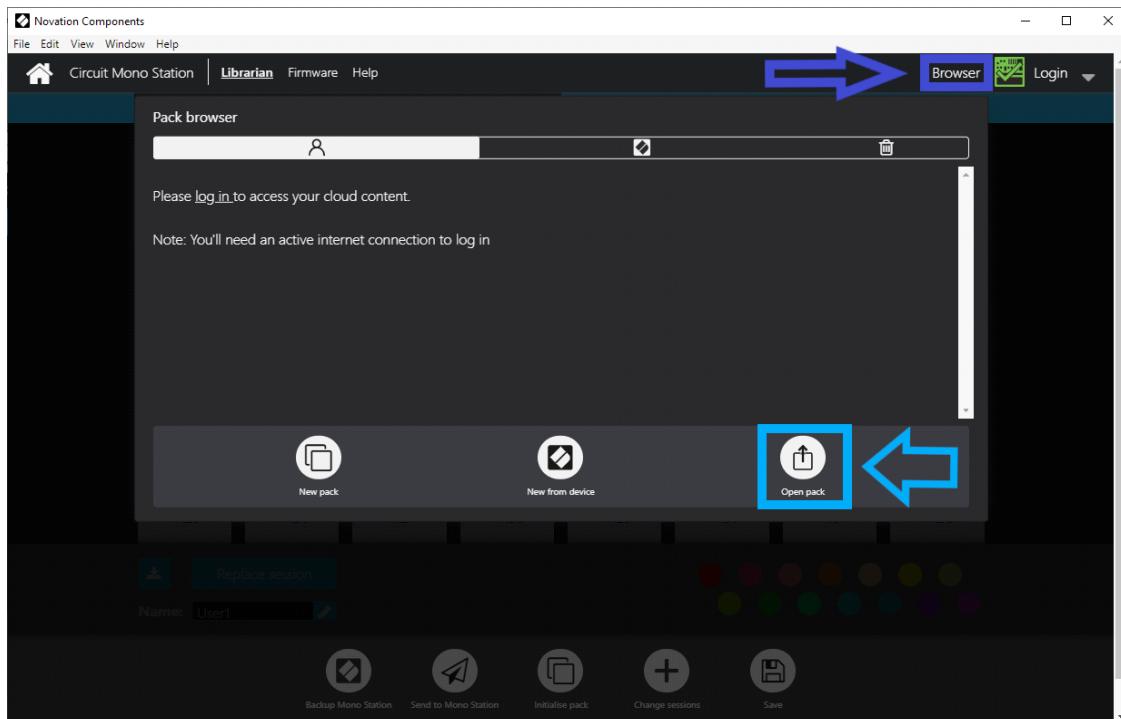 Novation Components
File Edit View Window Help
Circuit Mono Station Librarian Firmware Help Browser Login
Pack browser
Please log in to access your cloud content.
Note: You'll need an active internet connection to log in
New pack New from device Open pack
Replace session
Name: User1
Backup Mono Station Send to Mono Station Initialise pack Change sessions Save